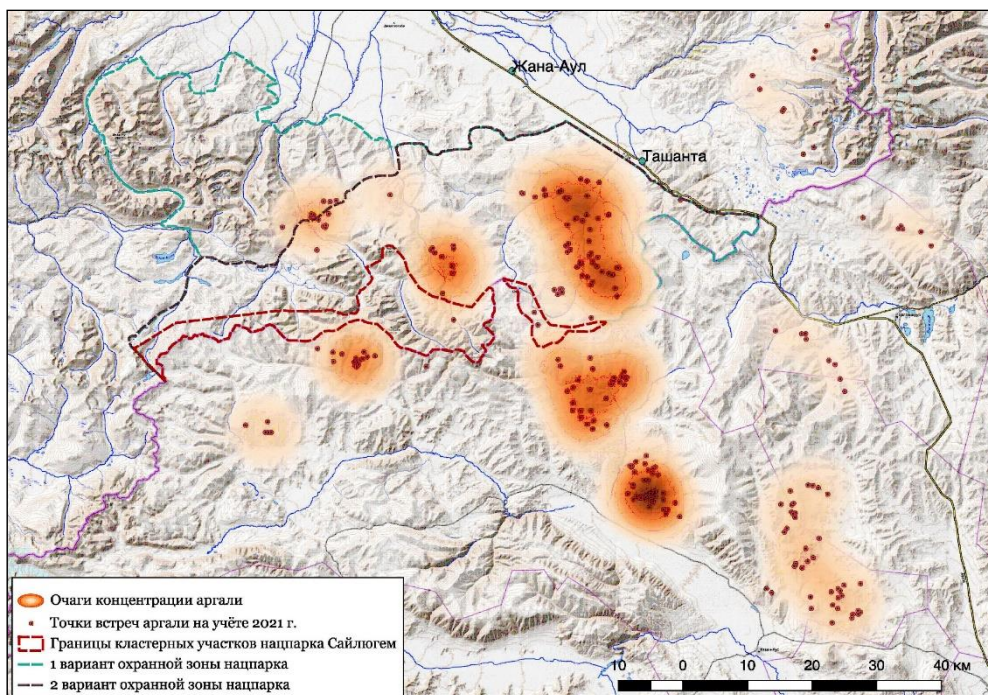 Жана-Аул
Ташанта
Очаги концентрации аргали
Точки встреч аргали на учёте 2021 г.
Границы кластерных участков нацпарка Сайлюгем
1 вариант охранной зоны нацпарка
2 вариант охранной зоны нацпарка
10 0 10 20 30 40 км